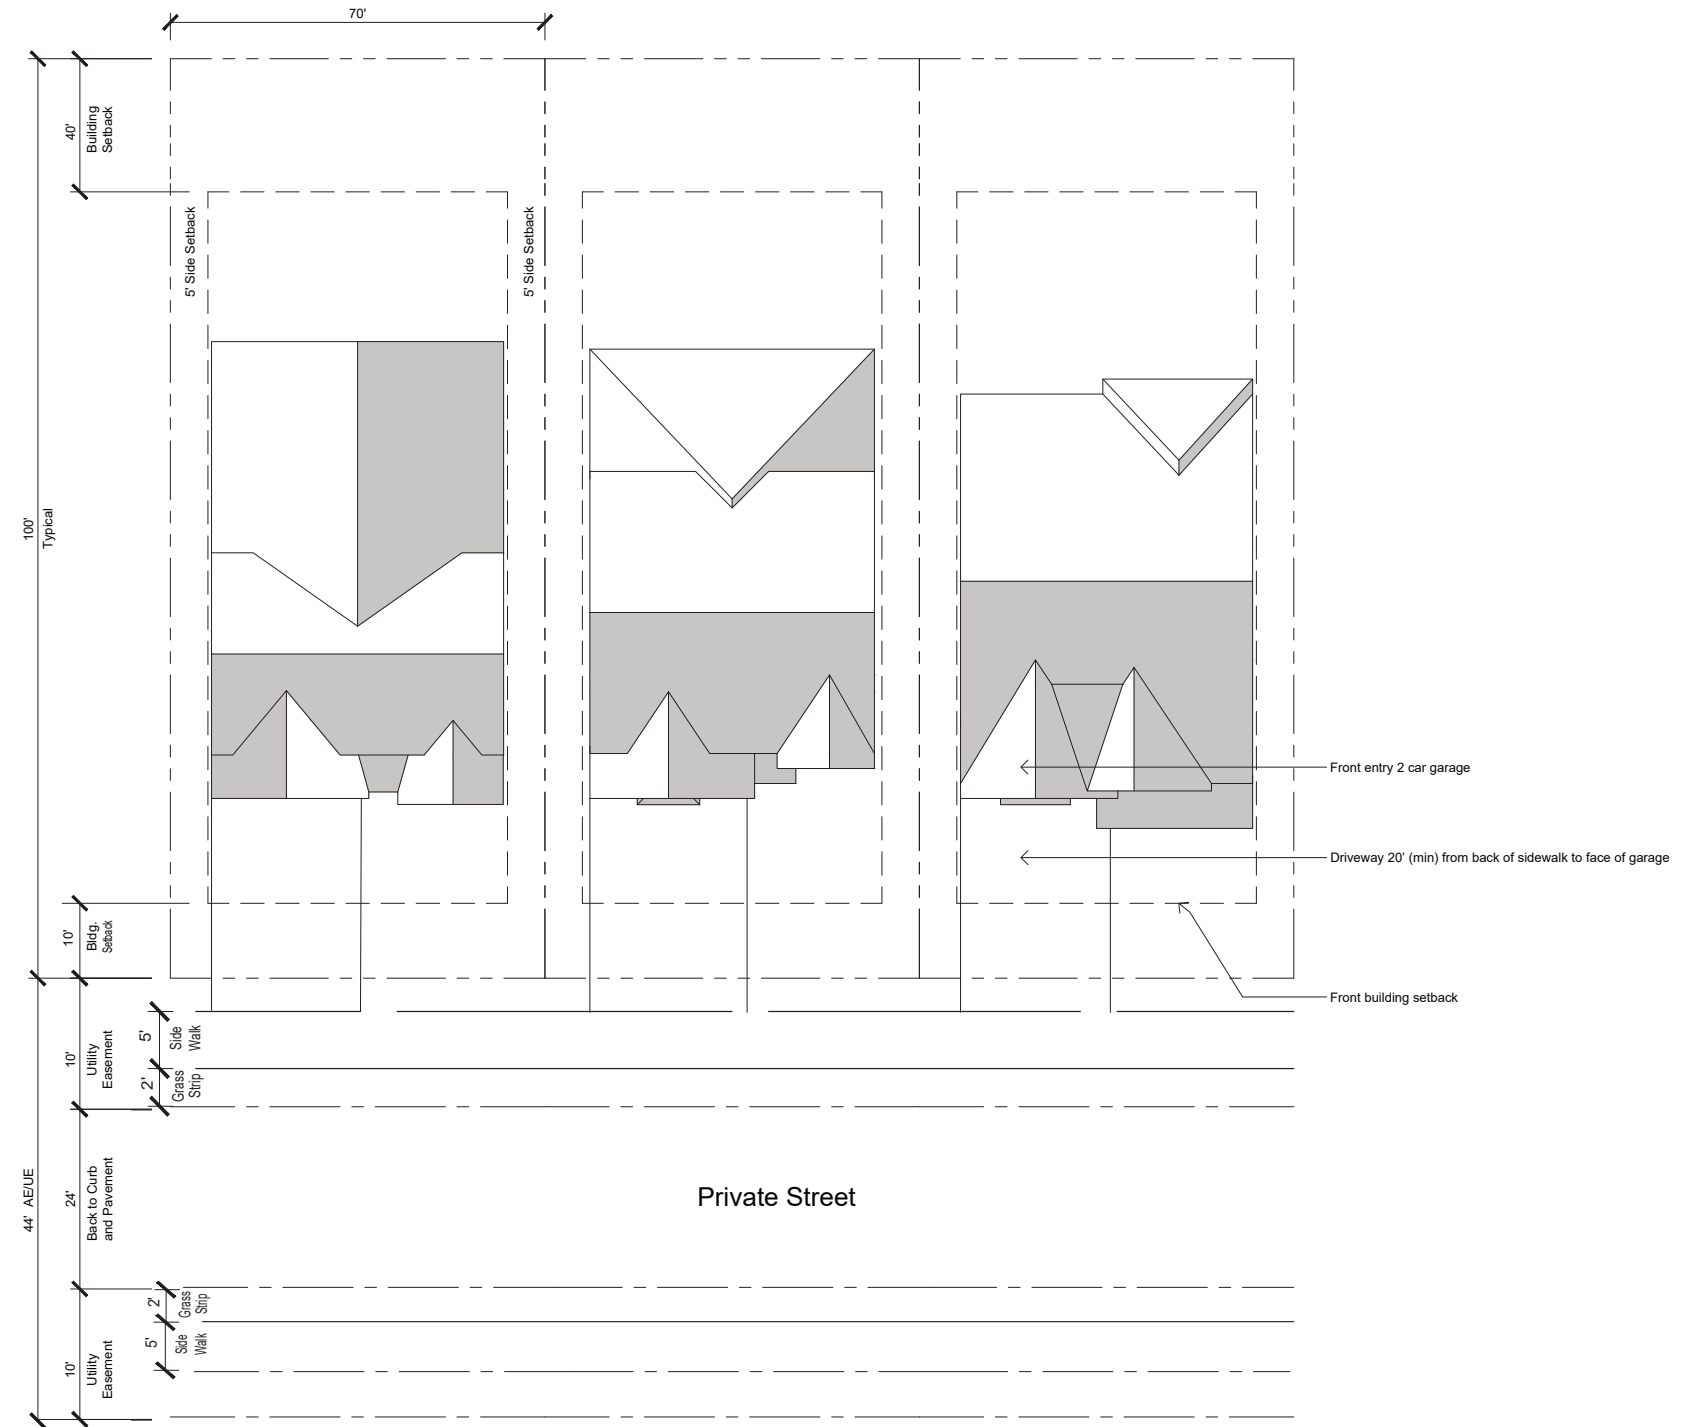 70'
40'
Building
Setback
5' Side Setback
5' Side Setback
100'
Typical
Front entry 2 car garage
Driveway 20' (min) from back of sidewalk to face of garage
10'
Bldg.
Setback
Front building setback
5'
Side
Walk
10'
Utility
Easement
2'
Grass
Strip
44' AE/UE
24'
Back to Curb
and Pavement
Private Street
2'
Grass
Strip
5'
Side
Walk
10'
Utility
Easement